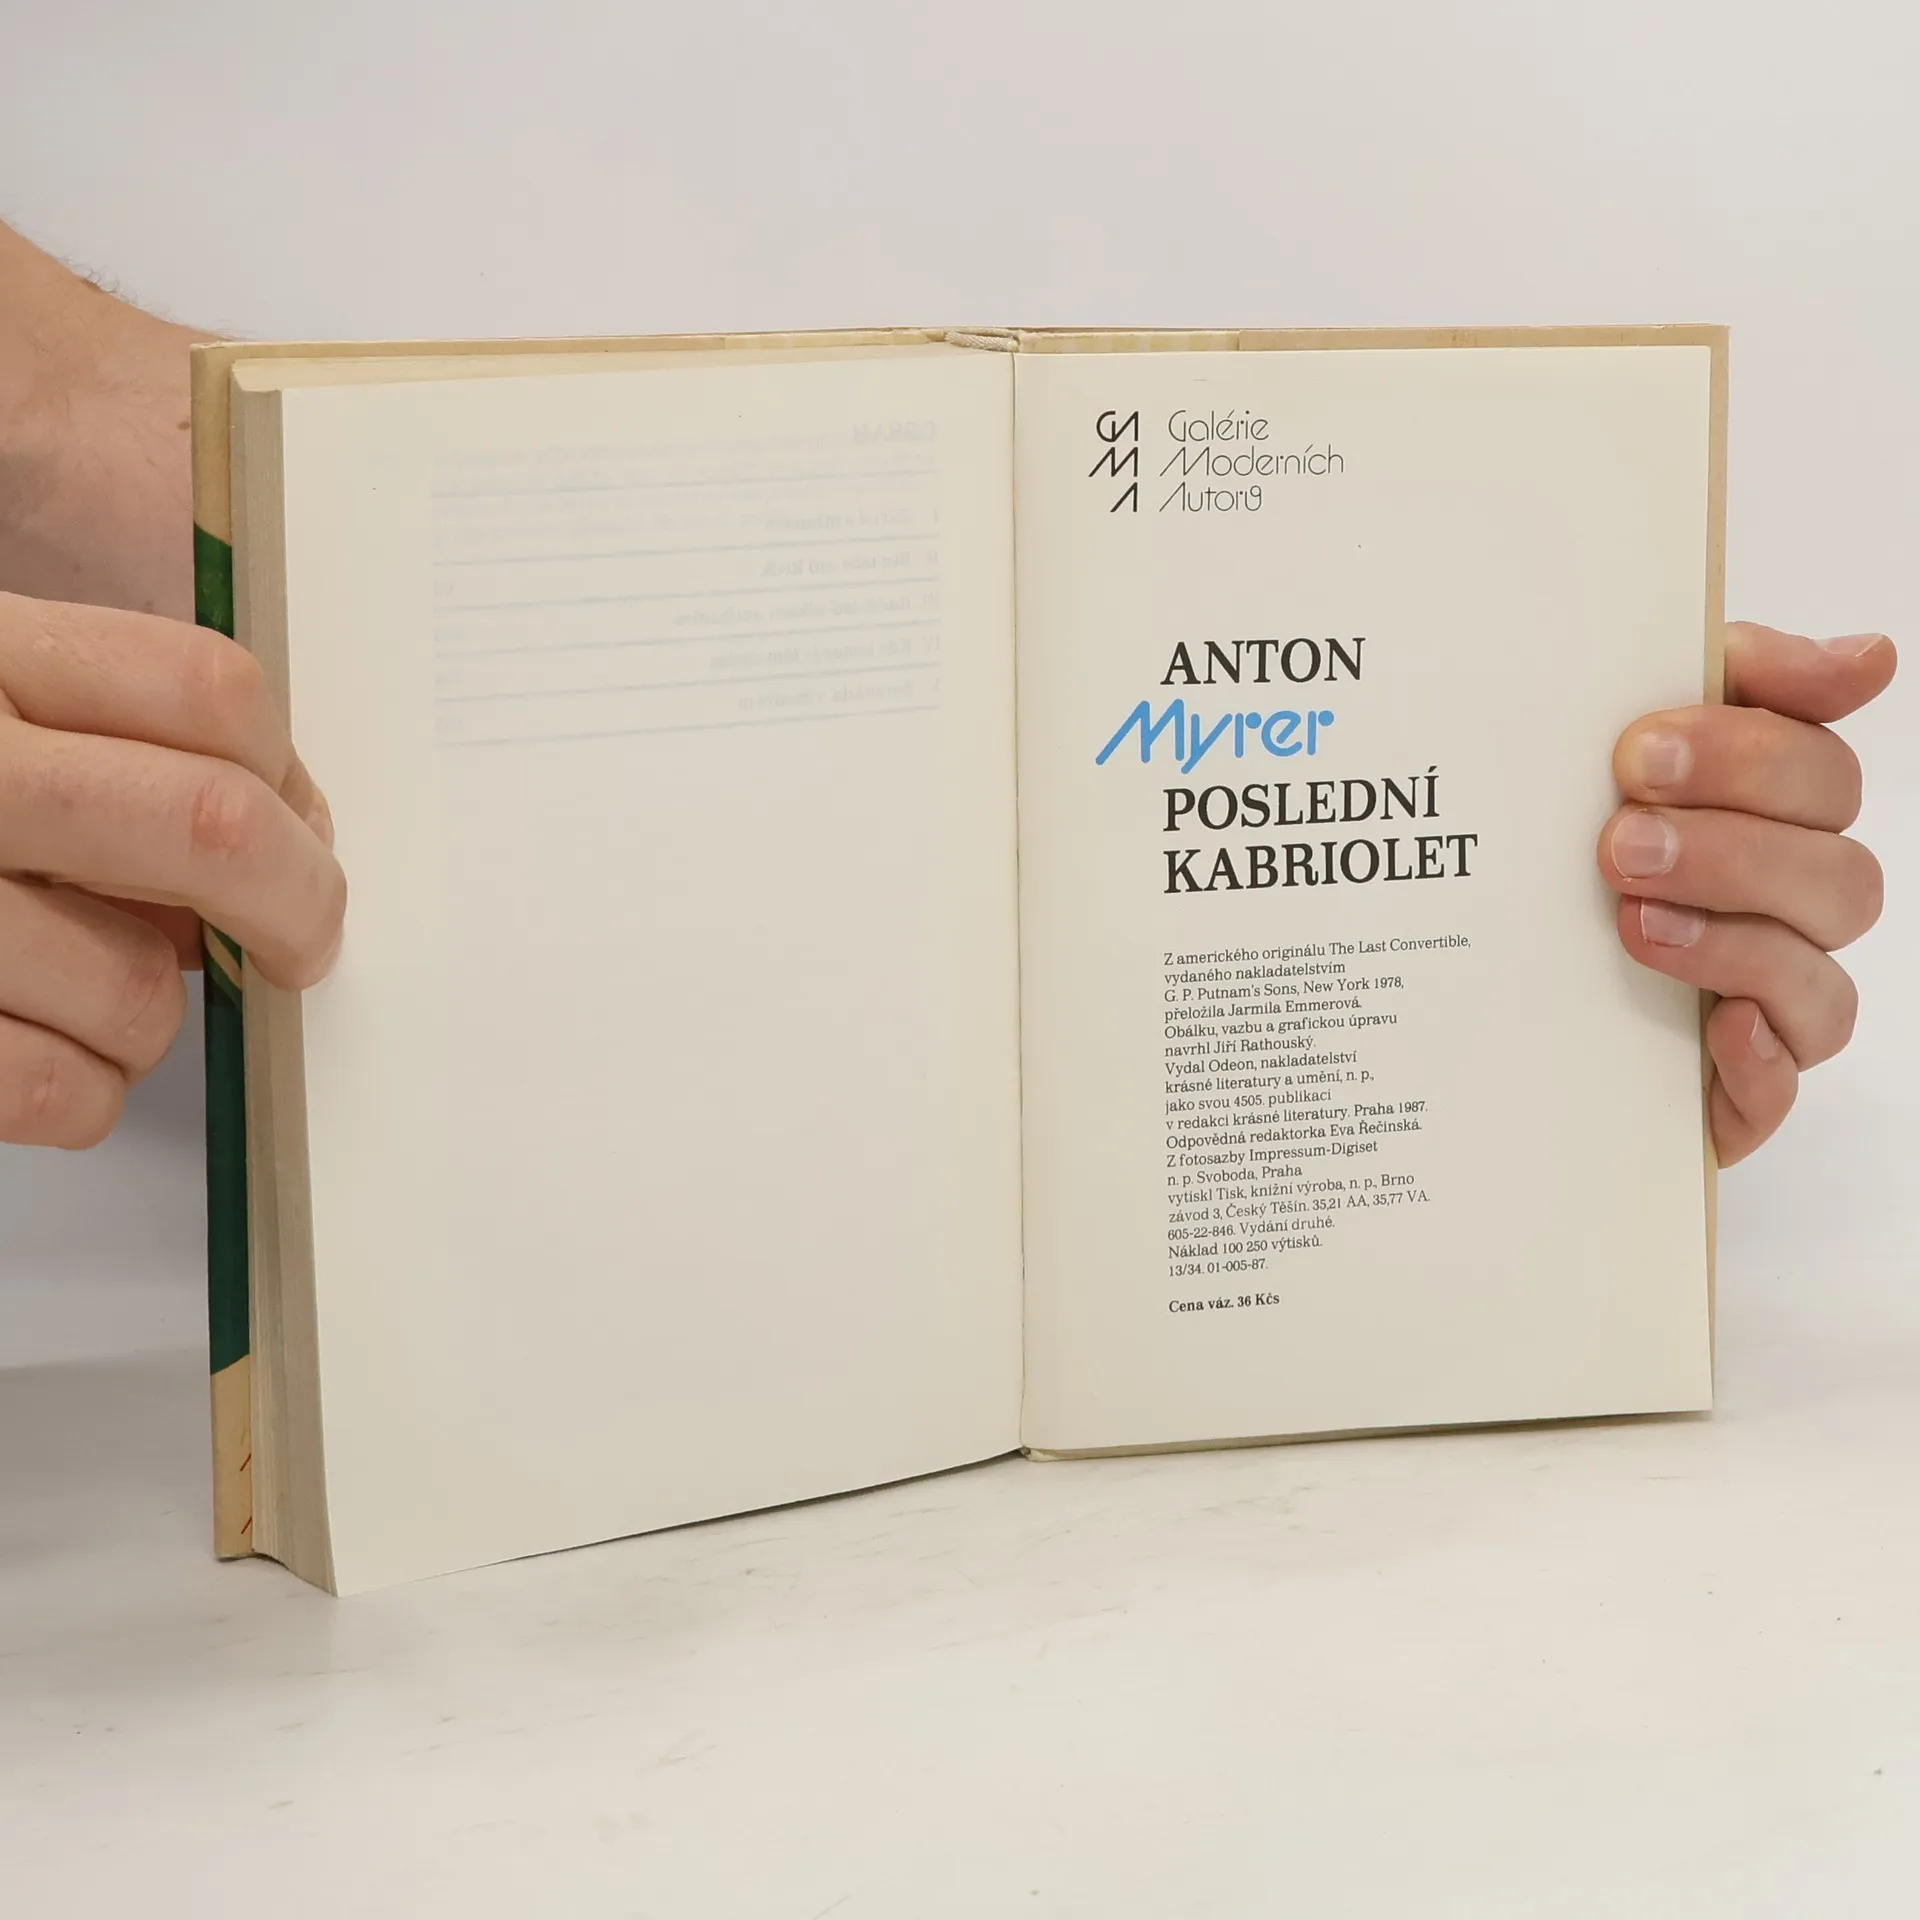 GMA Galérie
Moderních
Autorů
ANTON
Myrer
POSLEDNÍ
KABRIOLET
Z amerického originálu The Last Convertible,
vydaného nakladatelstvím
G. P. Putnam's Sons, New York 1978,
přeložila Jarmila Emmerová.
Obálku, vazbu a grafickou úpravu
navrhl Jiří Rathouský.
Vydal Odeon, nakladatelství
krásné literatury a umění, n. p.,
jako svou 4505. publikaci
v redakci krásné literatury. Praha 1987.
Odpovědná redaktorka Eva Řečinská.
Z fotosazby Impressum-Digiset
n. p. Svoboda, Praha
vytiskl Tisk, knižní výroba, n. p., Brno
závod 3, Český Těšín. 35,21 AA, 35,77 VA.
605-22-846. Vydání druhé.
Náklad 100 250 výtisků.
13/34. 01-005-87.
Cena váz. 36 Kčs